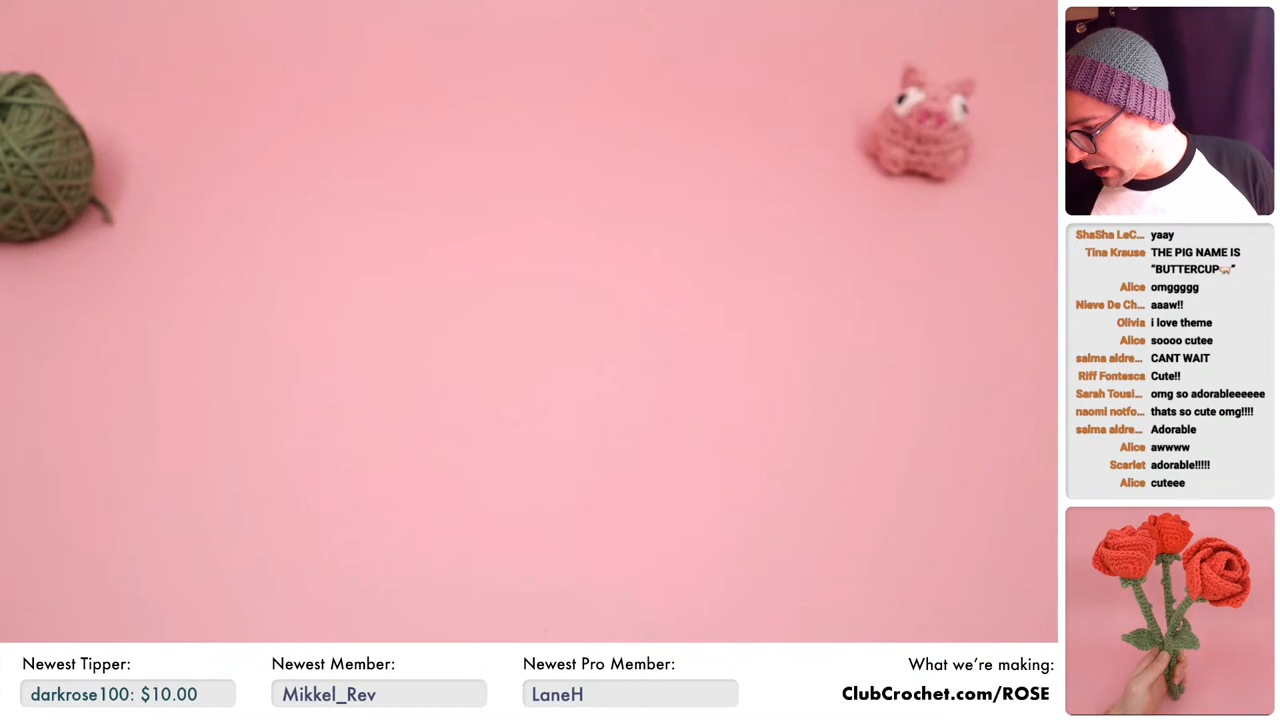 ShaSha LeC... yaay
Tina Krause THE PIG NAME IS
“BUTTERCUP🐖“
Alice omggggg
Nieve De Ch... aaaw!!
Olivia i love theme
Alice soooo cutee
salma aldre... CANT WAIT
Riff Fontesca Cute!!
Sarah Tousi... omg so adorableeeeee
naomi notfo... thats so cute omg!!!!
salma aldre... Adorable
Alice awwww
Scarlet adorable!!!!!
Alice cuteee
Newest Tipper: Newest Member: Newest Pro Member: What we’re making:
darkrose100: $10.00 Mikkel_Rev LaneH ClubCrochet.com/ROSE